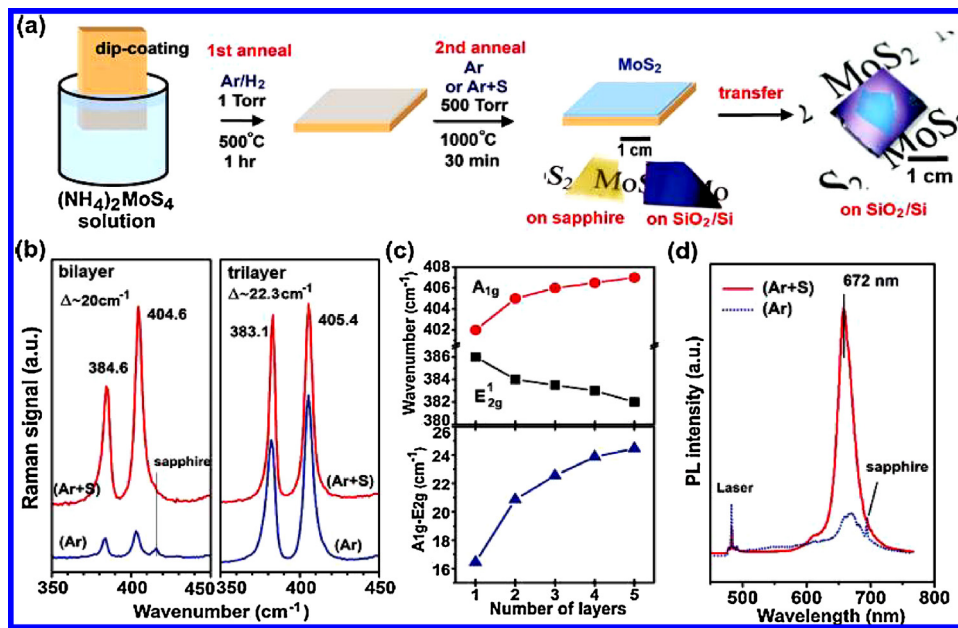 (a)
dip-coating
(NH₄)₂MoS₄
solution
1st anneal
Ar/H₂
1 Torr
500°C
1 hr
2nd anneal
Ar
or Ar+S
500 Torr
1000°C
30 min
MoS₂
1 cm
on sapphire
MoS
on SiO₂/Si
transfer
MoS₂
MoS₂
1 cm
on SiO₂/Si
(b)
bilayer
Δ~20cm⁻¹
404.6
384.6
sapphire
(Ar+S)
(Ar)
trilayer
Δ~22.3cm⁻¹
405.4
383.1
(Ar+S)
(Ar)
Raman signal (a.u.)
350 400 450 350 400 450
Wavenumber (cm⁻¹)
(c)
Wavenumber (cm⁻¹)
408
406
404
402
386
384
382
380
A₁g
E¹₂g
A1g-E2g (cm⁻¹)
26
24
22
20
18
16
1 2 3 4 5
Number of layers
(d)
PL intensity (a.u.)
(Ar+S)
(Ar)
672 nm
sapphire
Laser
500 600 700 800
Wavelength (nm)